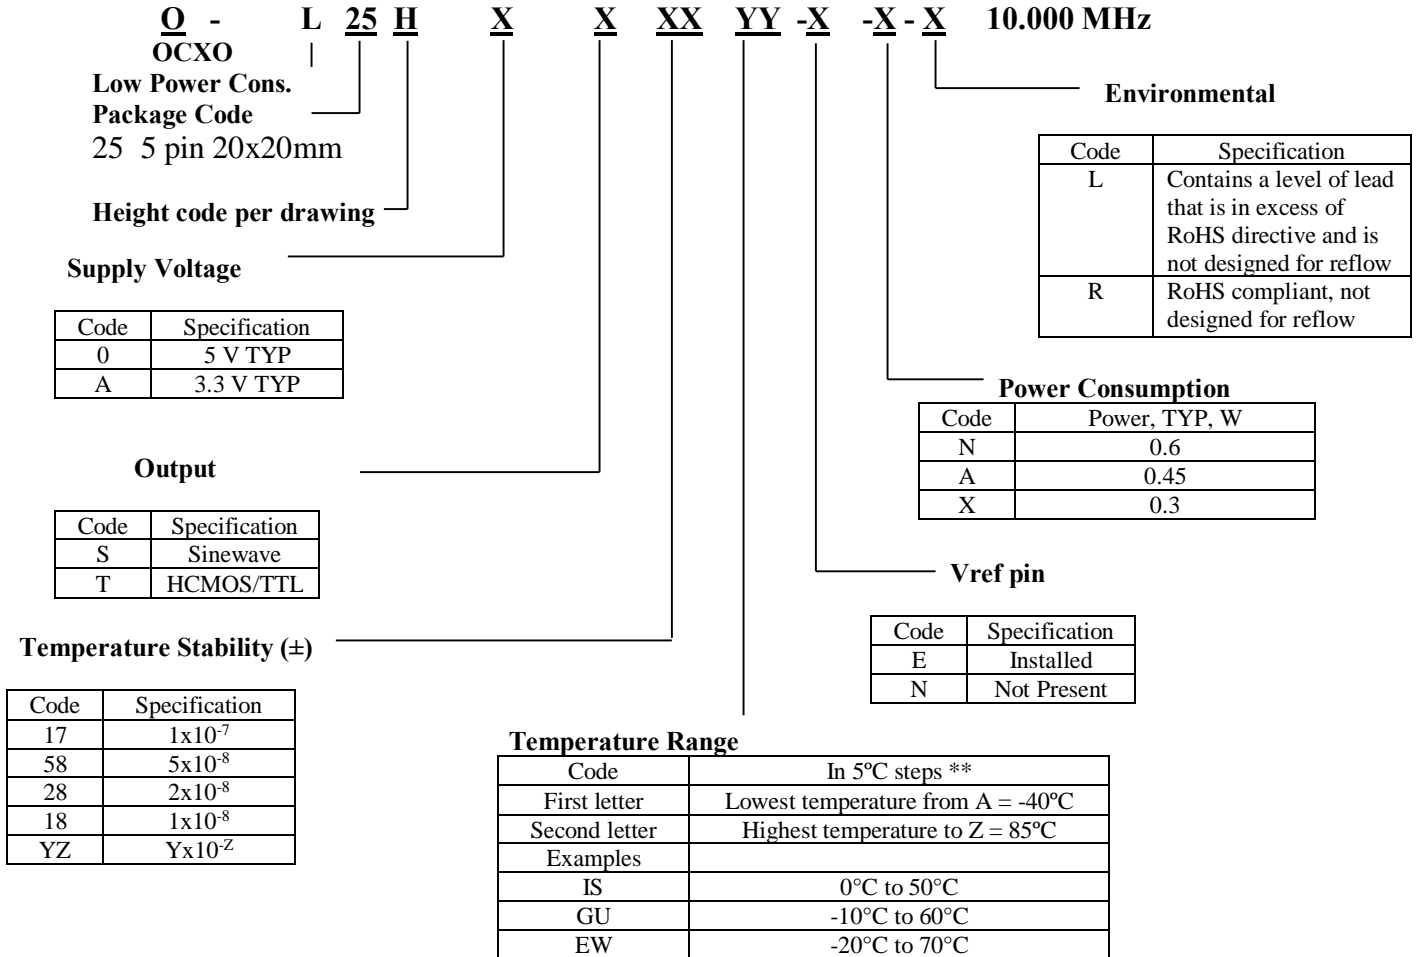 O - L 25 H X X XX YY -X -X - X 10.000 MHz
OCXO
Low Power Cons.
Package Code
25 5 pin 20x20mm
Height code per drawing
Supply Voltage
Code Specification
0 5 V TYP
A 3.3 V TYP
Output
Code Specification
S Sinewave
T HCMOS/TTL
Temperature Stability (±)
Code Specification
17 1x10⁻⁷
58 5x10⁻⁸
28 2x10⁻⁸
18 1x10⁻⁸
YZ Yx10⁻ᶻ
Environmental
Code Specification
L Contains a level of lead
that is in excess of
RoHS directive and is
not designed for reflow
R RoHS compliant, not
designed for reflow
Power Consumption
Code Power, TYP, W
N 0.6
A 0.45
X 0.3
Vref pin
Code Specification
E Installed
N Not Present
Temperature Range
Code In 5ºC steps **
First letter Lowest temperature from A = -40ºC
Second letter Highest temperature to Z = 85ºC
Examples
IS 0°C to 50°C
GU -10°C to 60°C
EW -20°C to 70°C